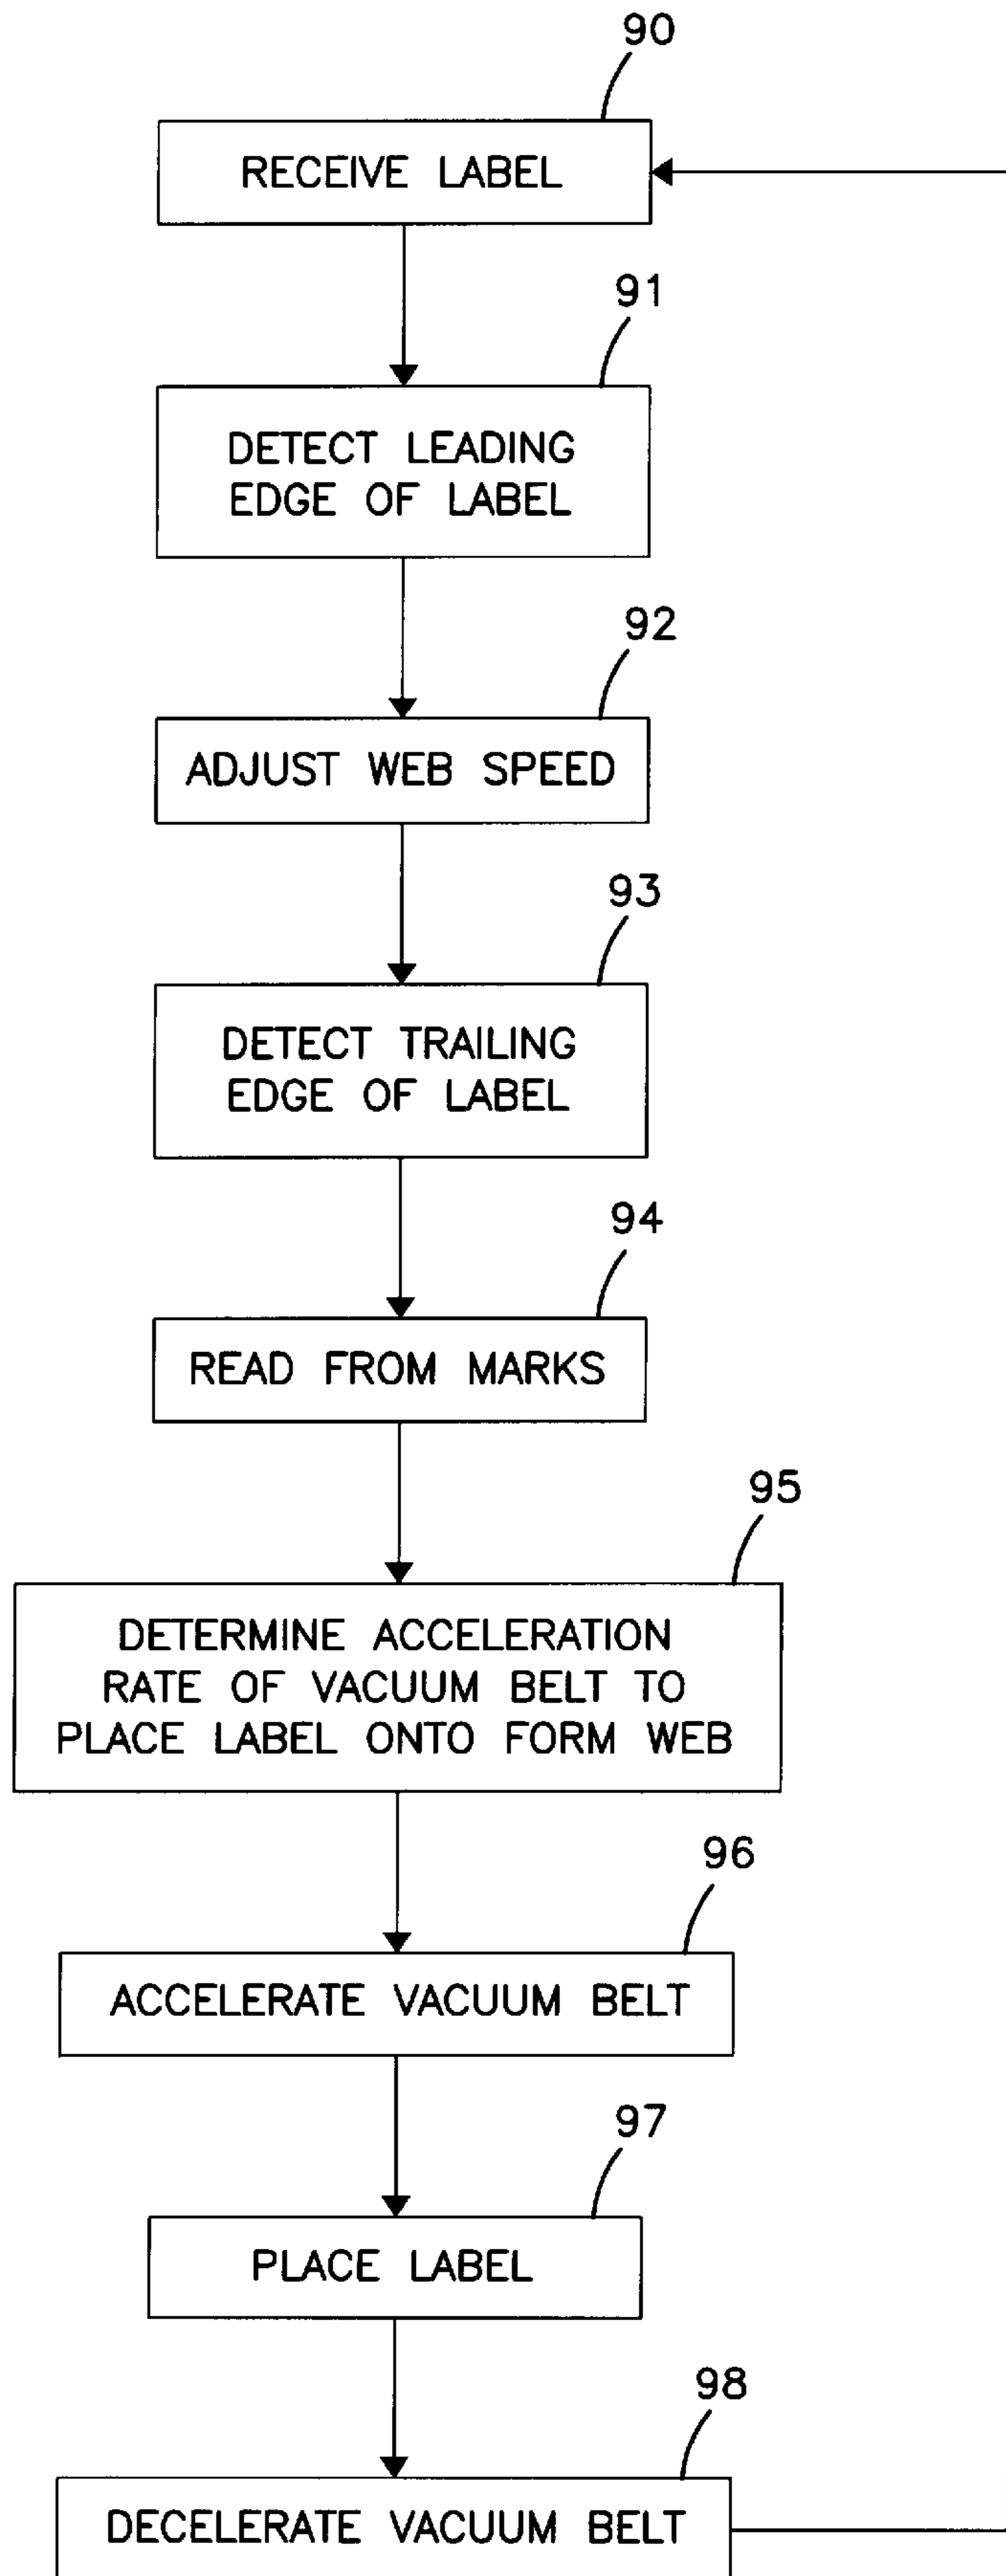 90
RECEIVE LABEL
91
DETECT LEADING
EDGE OF LABEL
92
ADJUST WEB SPEED
93
DETECT TRAILING
EDGE OF LABEL
94
READ FROM MARKS
95
DETERMINE ACCELERATION
RATE OF VACUUM BELT TO
PLACE LABEL ONTO FORM WEB
96
ACCELERATE VACUUM BELT
97
PLACE LABEL
98
DECELERATE VACUUM BELT